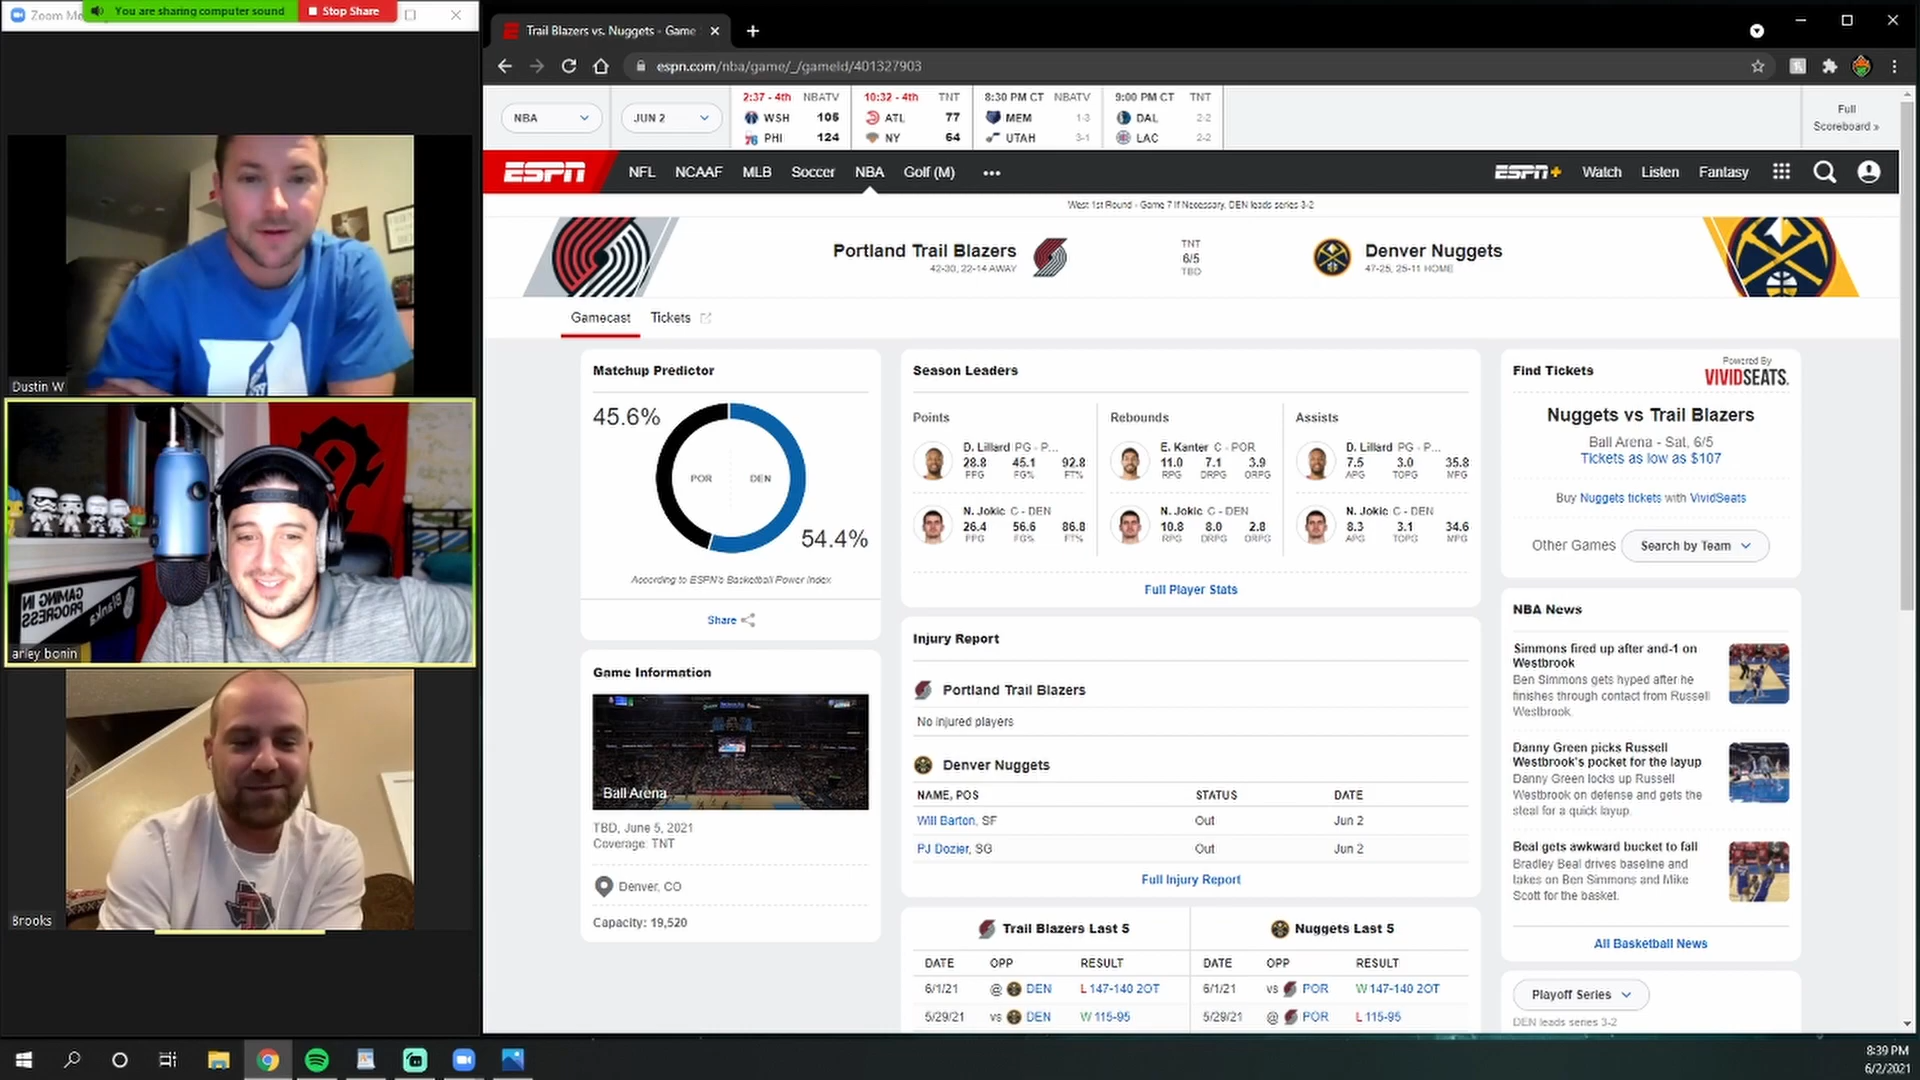 Zoom Me
You are sharing computer sound
Stop Share
Dustin W
GAMING IN
PROGRESS
Blanka
arley bonin
Brooks
Trail Blazers vs. Nuggets - Game
espn.com/nba/game/_/gameId/401327903
NBA
JUN 2
2:37 - 4th NBATV
WSH 105
PHI 124
10:32 - 4th TNT
ATL 77
NY 64
8:30 PM CT NBATV
MEM 1-3
UTAH 3-1
9:00 PM CT TNT
DAL 2-2
LAC 2-2
Full
Scoreboard »
ESPN NFL NCAAF MLB Soccer NBA Golf (M) ••• ESPN+ Watch Listen Fantasy
West 1st Round - Game 7 If Necessary, DEN leads series 3-2
Portland Trail Blazers
42-30, 22-14 AWAY
TNT
6/5
TBD
Denver Nuggets
47-25, 25-11 HOME
Gamecast Tickets
Matchup Predictor
45.6%
POR DEN
54.4%
According to ESPN's Basketball Power Index
Share
Game Information
Ball Arena
TBD, June 5, 2021
Coverage: TNT
Denver, CO
Capacity: 19,520
Season Leaders
Points
D. Lillard PG - P...
28.8 45.1 92.8
PPG FG% FT%
N. Jokic C - DEN
26.4 56.6 86.8
PPG FG% FT%
Rebounds
E. Kanter C - POR
11.0 7.1 3.9
RPG DRPG ORPG
N. Jokic C - DEN
10.8 8.0 2.8
RPG DRPG ORPG
Assists
D. Lillard PG - P...
7.5 3.0 35.8
APG TOPG MPG
N. Jokic C - DEN
8.3 3.1 34.6
APG TOPG MPG
Full Player Stats
Injury Report
Portland Trail Blazers
No injured players
Denver Nuggets
NAME, POS STATUS DATE
Will Barton, SF Out Jun 2
PJ Dozier, SG Out Jun 2
Full Injury Report
Trail Blazers Last 5
DATE OPP RESULT
6/1/21 @ DEN L 147-140 2OT
5/29/21 vs DEN W 115-95
Nuggets Last 5
DATE OPP RESULT
6/1/21 vs POR W 147-140 2OT
5/29/21 @ POR L 115-95
Find Tickets
Powered By
VIVIDSEATS.
Nuggets vs Trail Blazers
Ball Arena - Sat, 6/5
Tickets as low as $107
Buy Nuggets tickets with VividSeats
Other Games Search by Team
NBA News
Simmons fired up after and-1 on
Westbrook
Ben Simmons gets hyped after he
finishes through contact from Russell
Westbrook.
Danny Green picks Russell
Westbrook's pocket for the layup
Danny Green locks up Russell
Westbrook on defense and gets the
steal for a quick layup.
Beal gets awkward bucket to fall
Bradley Beal drives baseline and
takes on Ben Simmons and Mike
Scott for the basket.
All Basketball News
Playoff Series
DEN leads series 3-2
8:39 PM
6/2/2021